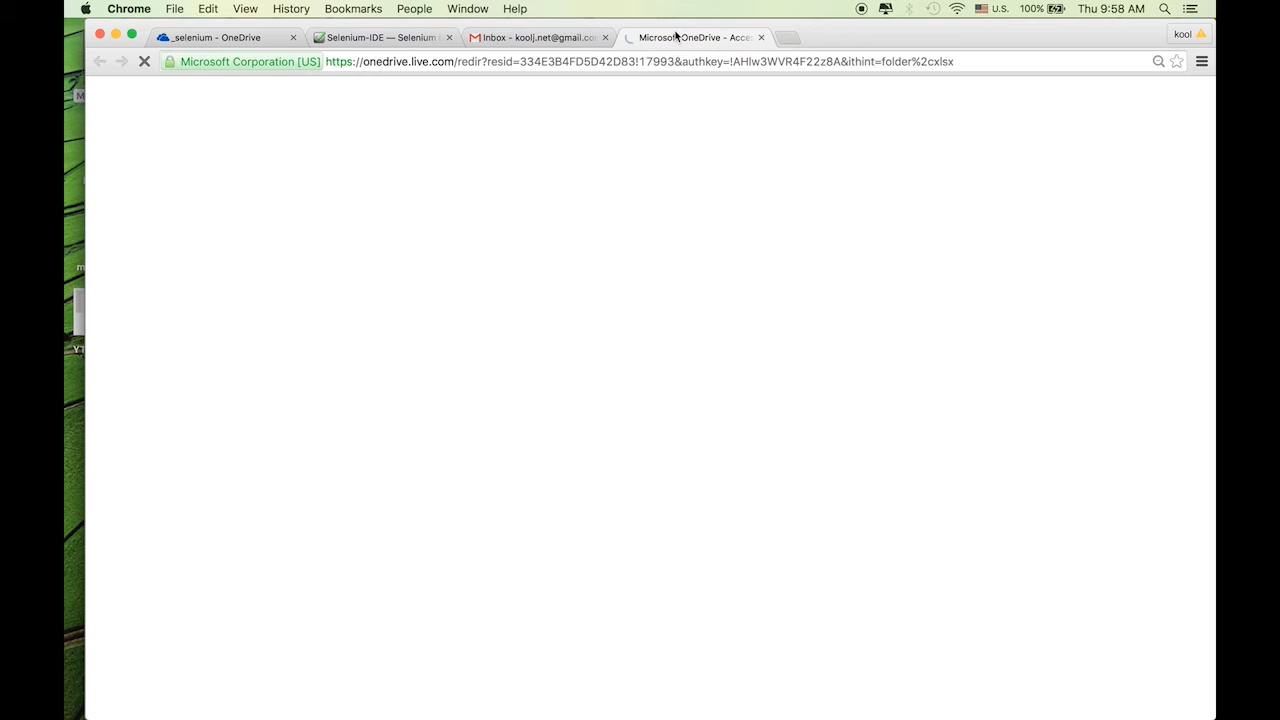 Chrome File Edit View History Bookmarks People Window Help U.S. 100% Thu 9:58 AM
_selenium - OneDrive Selenium-IDE — Selenium Inbox - koolj.net@gmail.co Microsoft OneDrive - Acce kool
Microsoft Corporation [US] https://onedrive.live.com/redir?resid=334E3B4FD5D42D83!17993&authkey=!AHlw3WVR4F22z8A&ithint=folder%2cxlsx
M
m
YT